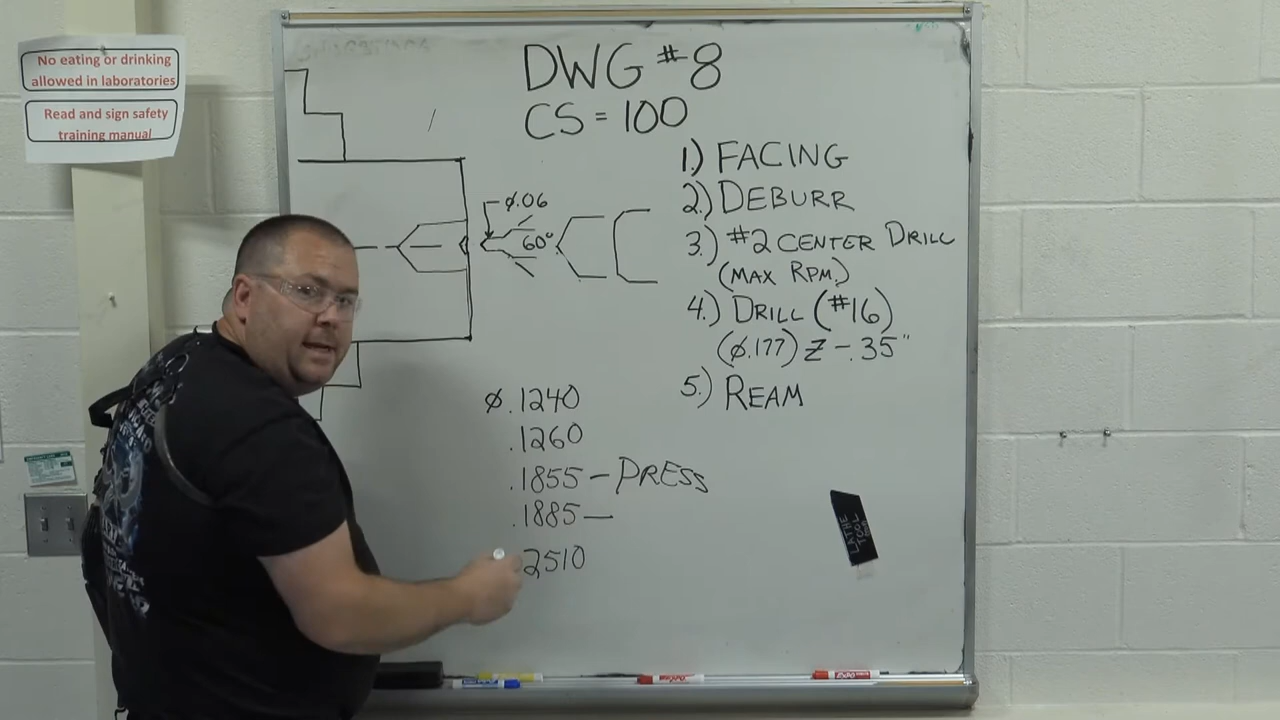 No eating or drinking
allowed in laboratories
Read and sign safety
training manual
DWG #8
CS = 100
1.) FACING
2.) DEBURR
3.) #2 CENTER DRILL
(MAX RPM.)
4.) DRILL (#16)
(Ø.177) Z -.35"
5.) REAM
Ø.06
60°
Ø .1240
.1260
.1855 - PRESS
.1885 -
2510
LATHE
TOOL